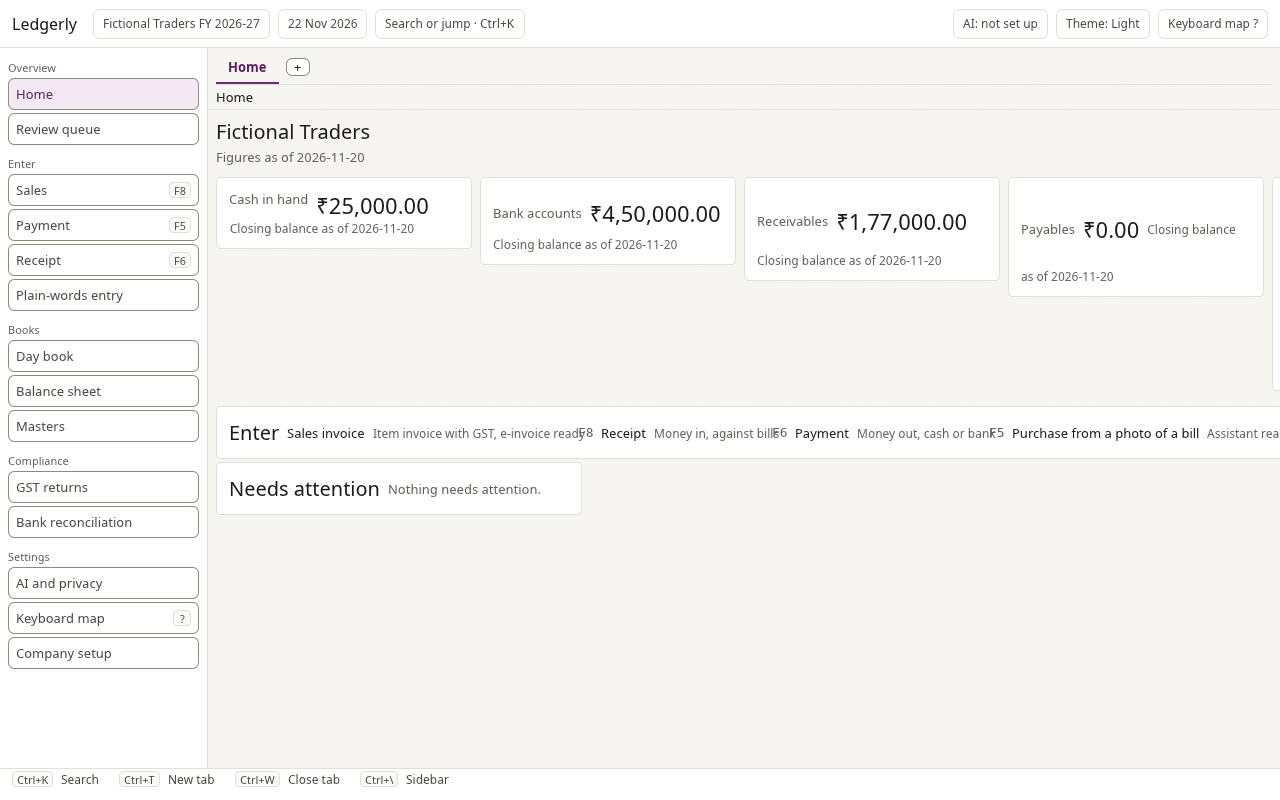 Ledgerly
Fictional Traders FY 2026-27
22 Nov 2026
Search or jump · Ctrl+K
AI: not set up
Theme: Light
Keyboard map ?
Overview
Home
Review queue
Enter
Sales F8
Payment F5
Receipt F6
Plain-words entry
Books
Day book
Balance sheet
Masters
Compliance
GST returns
Bank reconciliation
Settings
AI and privacy
Keyboard map ?
Company setup
Home +
Home
Fictional Traders
Figures as of 2026-11-20
Cash in hand ₹25,000.00
Closing balance as of 2026-11-20
Bank accounts ₹4,50,000.00
Closing balance as of 2026-11-20
Receivables ₹1,77,000.00
Closing balance as of 2026-11-20
Payables ₹0.00 Closing balance
as of 2026-11-20
Enter Sales invoice Item invoice with GST, e-invoice ready F8 Receipt Money in, against bills F6 Payment Money out, cash or bank F5 Purchase from a photo of a bill Assistant rea
Needs attention Nothing needs attention.
Ctrl+K Search Ctrl+T New tab Ctrl+W Close tab Ctrl+\ Sidebar